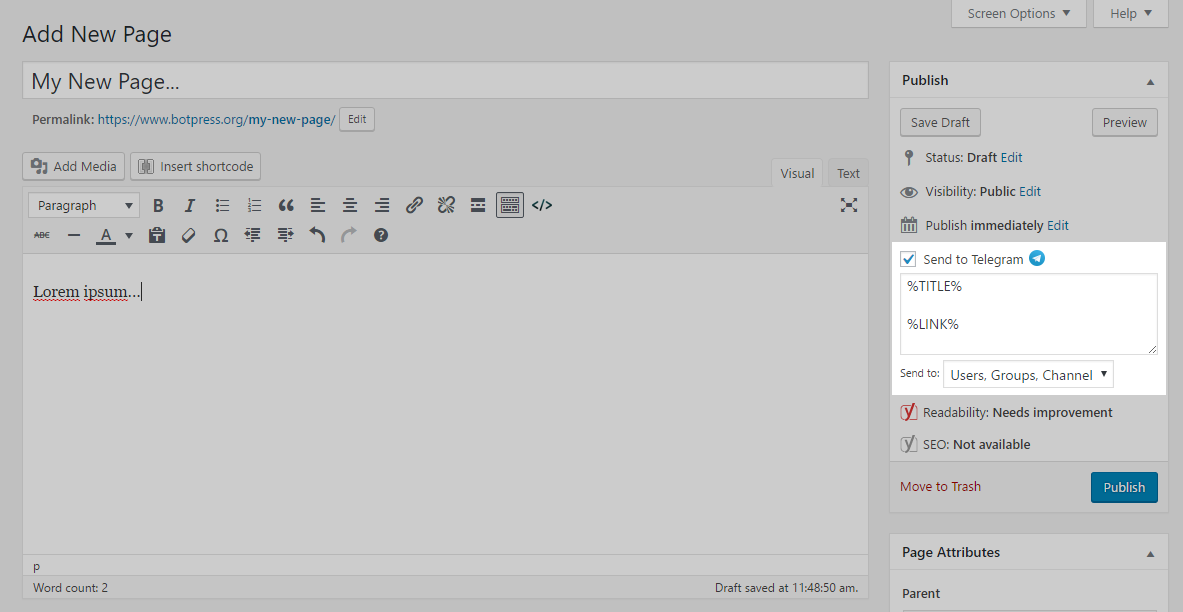 Screen Options ▼ Help ▼
Add New Page
My New Page...
Permalink: https://www.botpress.org/my-new-page/ Edit
Add Media Insert shortcode
Visual Text
Paragraph ▼ B I
ABC A ▼ T Ω ?
Lorem ipsum...
p
Word count: 2 Draft saved at 11:48:50 am.
Publish
Save Draft Preview
Status: Draft Edit
Visibility: Public Edit
Publish immediately Edit
Send to Telegram
%TITLE%
%LINK%
Send to: Users, Groups, Channel ▼
Readability: Needs improvement
SEO: Not available
Move to Trash Publish
Page Attributes
Parent